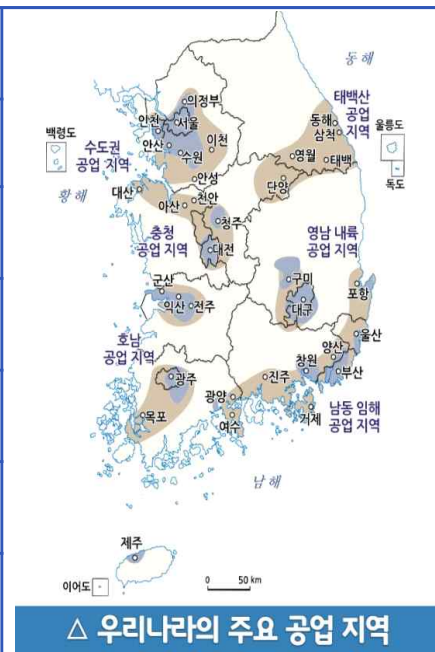 동해
의정부
태백산
공업
지역
인천
서울
동해
삼척
백령도
울릉도
수도권
공업 지역
안산
이천
수원
영월
태백
독도
황해
대산
안성
단양
아산
천안
청주
충청
공업 지역
영남 내륙
공업 지역
대전
구미
포항
군산
익산
전주
대구
호남
공업 지역
울산
양산
창원
부산
광주
진주
광양
남동 임해
공업 지역
목포
여수
거제
남해
제주
이어도
0 50 km
△ 우리나라의 주요 공업 지역